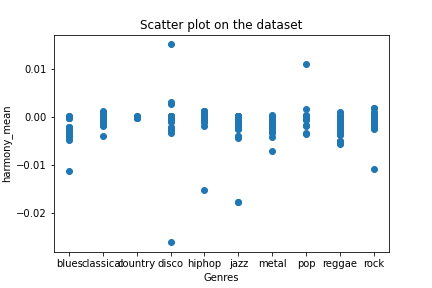 Scatter plot on the dataset
harmony_mean
0.01
0.00
−0.01
−0.02
blues classical country disco hiphop jazz metal pop reggae rock
Genres